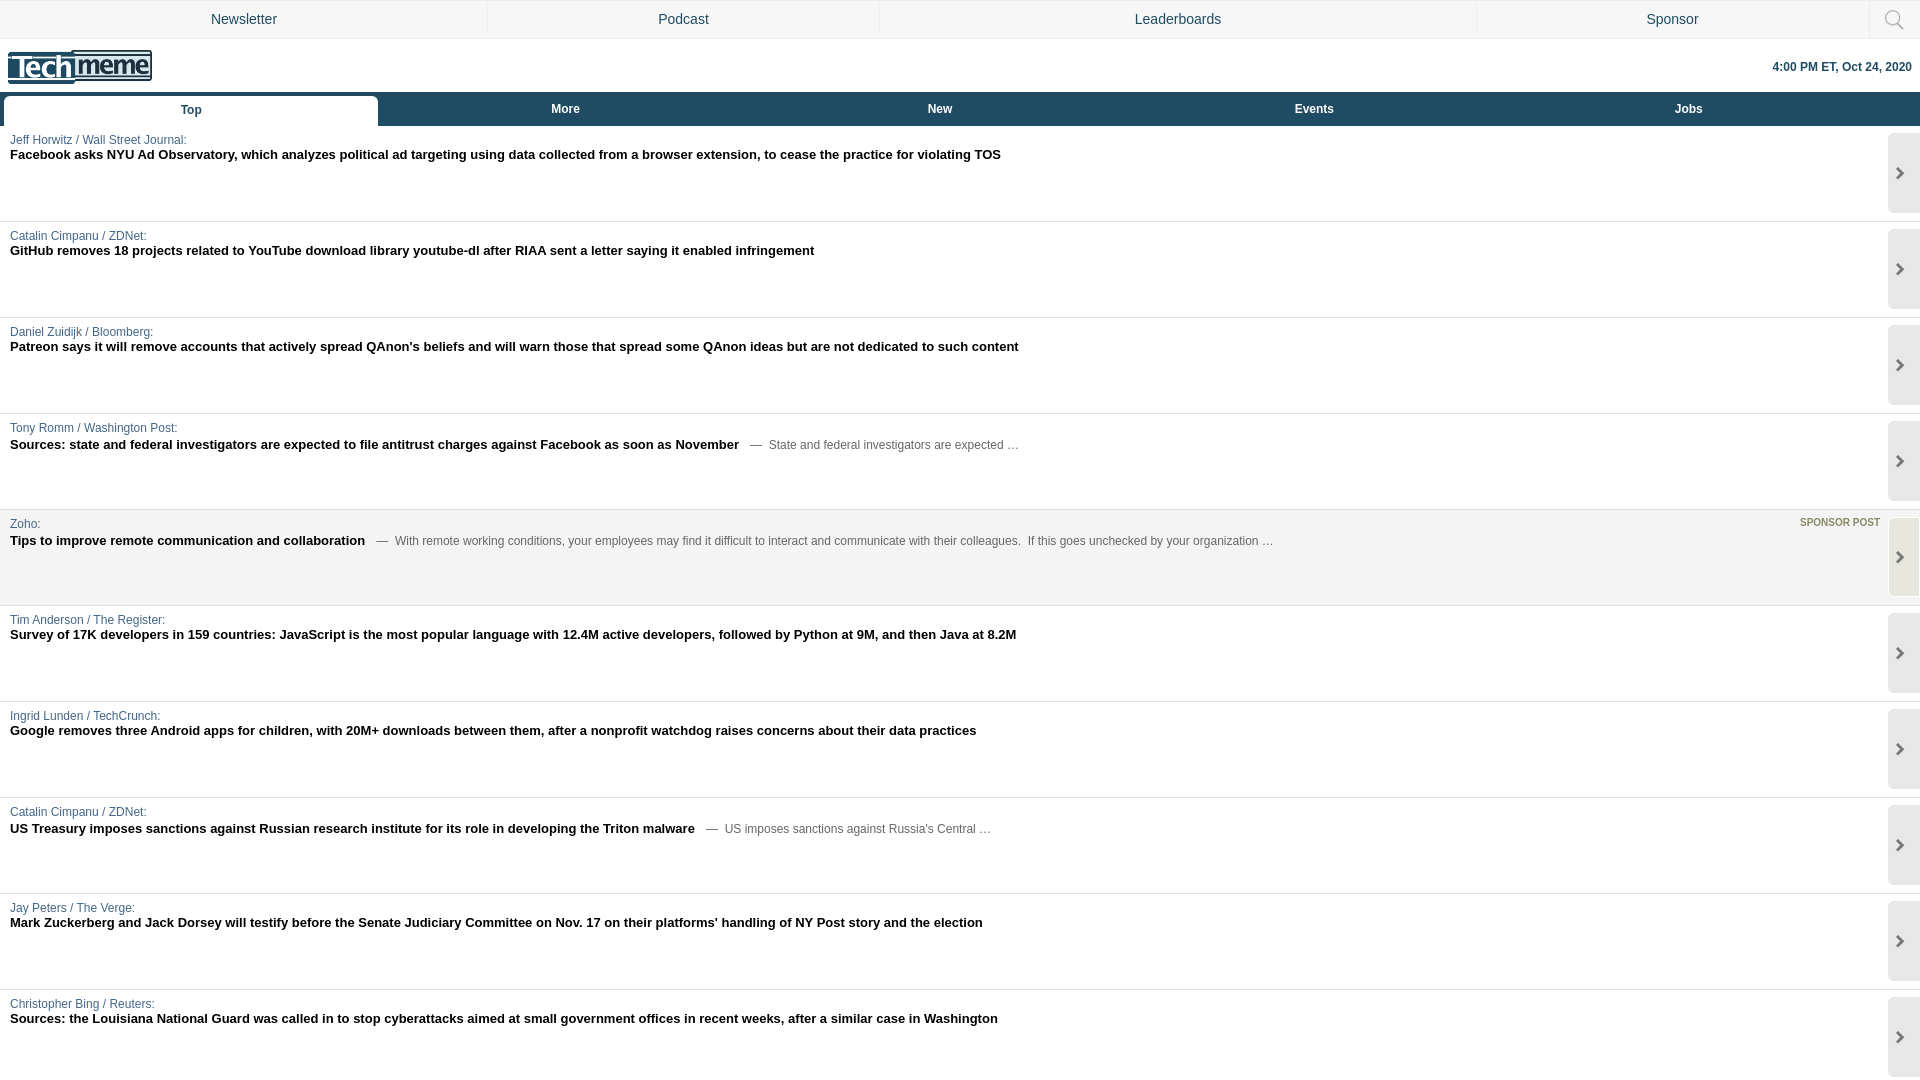 Newsletter Podcast Leaderboards Sponsor
Techmeme
4:00 PM ET, Oct 24, 2020
Top More New Events Jobs
Jeff Horwitz / Wall Street Journal:
Facebook asks NYU Ad Observatory, which analyzes political ad targeting using data collected from a browser extension, to cease the practice for violating TOS
Catalin Cimpanu / ZDNet:
GitHub removes 18 projects related to YouTube download library youtube-dl after RIAA sent a letter saying it enabled infringement
Daniel Zuidijk / Bloomberg:
Patreon says it will remove accounts that actively spread QAnon's beliefs and will warn those that spread some QAnon ideas but are not dedicated to such content
Tony Romm / Washington Post:
Sources: state and federal investigators are expected to file antitrust charges against Facebook as soon as November — State and federal investigators are expected …
Zoho:
SPONSOR POST
Tips to improve remote communication and collaboration — With remote working conditions, your employees may find it difficult to interact and communicate with their colleagues. If this goes unchecked by your organization …
Tim Anderson / The Register:
Survey of 17K developers in 159 countries: JavaScript is the most popular language with 12.4M active developers, followed by Python at 9M, and then Java at 8.2M
Ingrid Lunden / TechCrunch:
Google removes three Android apps for children, with 20M+ downloads between them, after a nonprofit watchdog raises concerns about their data practices
Catalin Cimpanu / ZDNet:
US Treasury imposes sanctions against Russian research institute for its role in developing the Triton malware — US imposes sanctions against Russia's Central …
Jay Peters / The Verge:
Mark Zuckerberg and Jack Dorsey will testify before the Senate Judiciary Committee on Nov. 17 on their platforms' handling of NY Post story and the election
Christopher Bing / Reuters:
Sources: the Louisiana National Guard was called in to stop cyberattacks aimed at small government offices in recent weeks, after a similar case in Washington